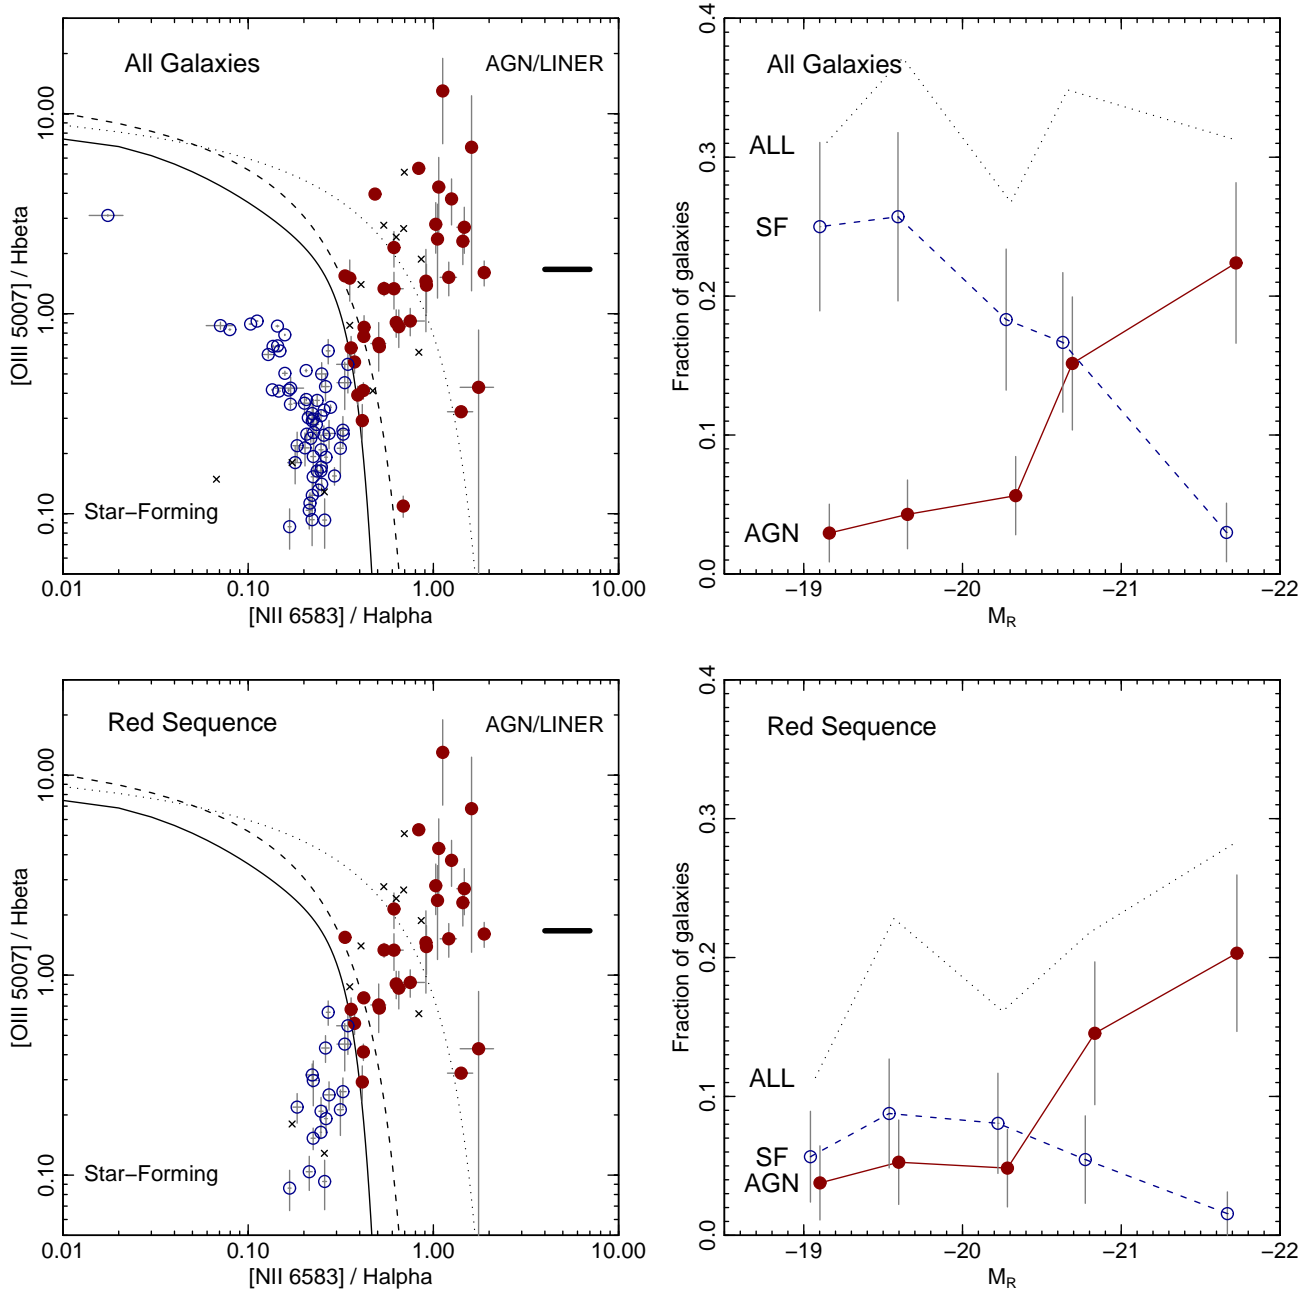 All Galaxies
AGN/LINER
Star–Forming
[OIII 5007] / Hbeta
10.00
1.00
0.10
0.01 0.10 1.00 10.00
[NII 6583] / Halpha
All Galaxies
ALL
SF
AGN
Fraction of galaxies
0.4
0.3
0.2
0.1
0.0
−19 −20 −21 −22
M_R
Red Sequence
AGN/LINER
Star–Forming
[OIII 5007] / Hbeta
10.00
1.00
0.10
0.01 0.10 1.00 10.00
[NII 6583] / Halpha
Red Sequence
ALL
SF
AGN
Fraction of galaxies
0.4
0.3
0.2
0.1
0.0
−19 −20 −21 −22
M_R